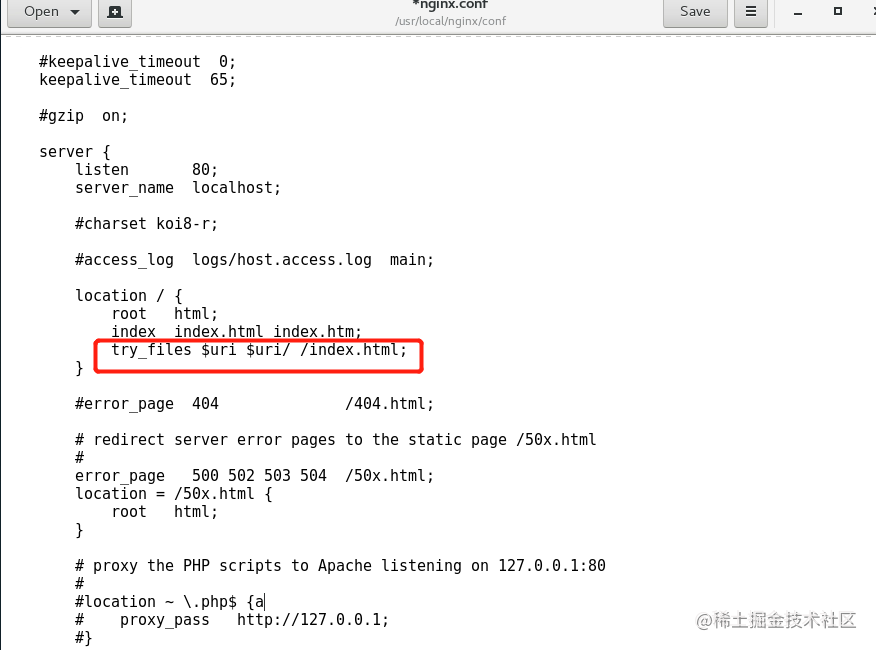 Open
*nginx.conf
/usr/local/nginx/conf
Save
#keepalive_timeout  0;
keepalive_timeout  65;
#gzip  on;
server {
    listen       80;
    server_name  localhost;
    #charset koi8-r;
    #access_log  logs/host.access.log  main;
    location / {
        root   html;
        index  index.html index.htm;
        try_files $uri $uri/ /index.html;
    }
    #error_page  404              /404.html;
    # redirect server error pages to the static page /50x.html
    #
    error_page   500 502 503 504  /50x.html;
    location = /50x.html {
        root   html;
    }
    # proxy the PHP scripts to Apache listening on 127.0.0.1:80
    #
    #location ~ \.php$ {a
    #    proxy_pass   http://127.0.0.1;
    #}
@稀土掘金技术社区